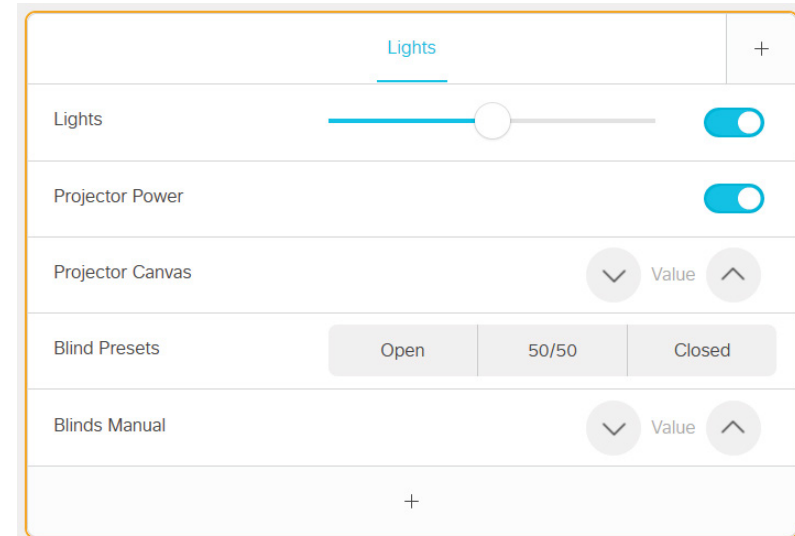 Lights +
Lights
Projector Power
Projector Canvas Value
Blind Presets Open 50/50 Closed
Blinds Manual Value
+